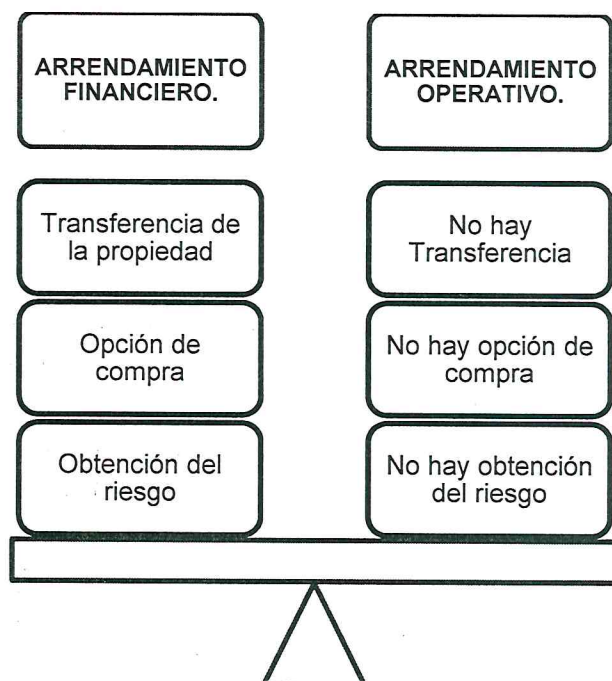 ARRENDAMIENTO
FINANCIERO.
ARRENDAMIENTO
OPERATIVO.
Transferencia de
la propiedad
No hay
Transferencia
Opción de
compra
No hay opción de
compra
Obtención del
riesgo
No hay obtención
del riesgo